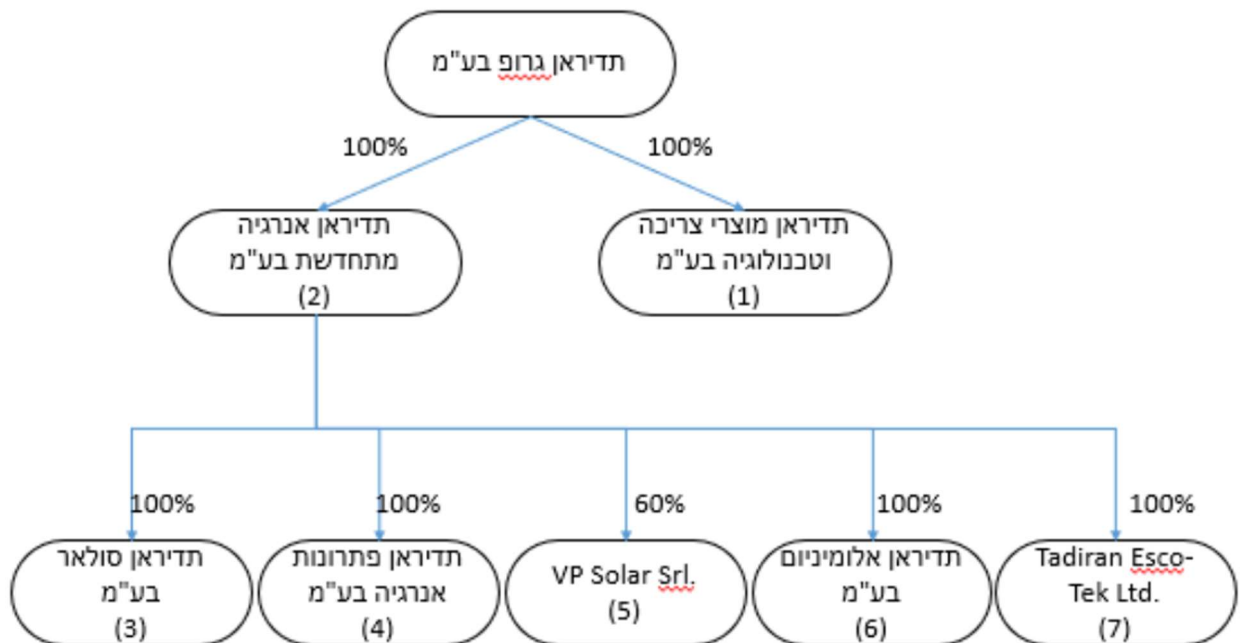 תדיראן גרופ בע"מ
100%
100%
תדיראן מוצרי צריכה
וטכנולוגיה בע"מ
(1)
תדיראן אנרגיה
מתחדשת בע"מ
(2)
100%
100%
60%
100%
100%
תדיראן סולאר
בע"מ
(3)
תדיראן פתרונות
אנרגיה בע"מ
(4)
VP Solar Srl.
(5)
תדיראן אלומיניום
בע"מ
(6)
Tadiran Esco-
Tek Ltd.
(7)